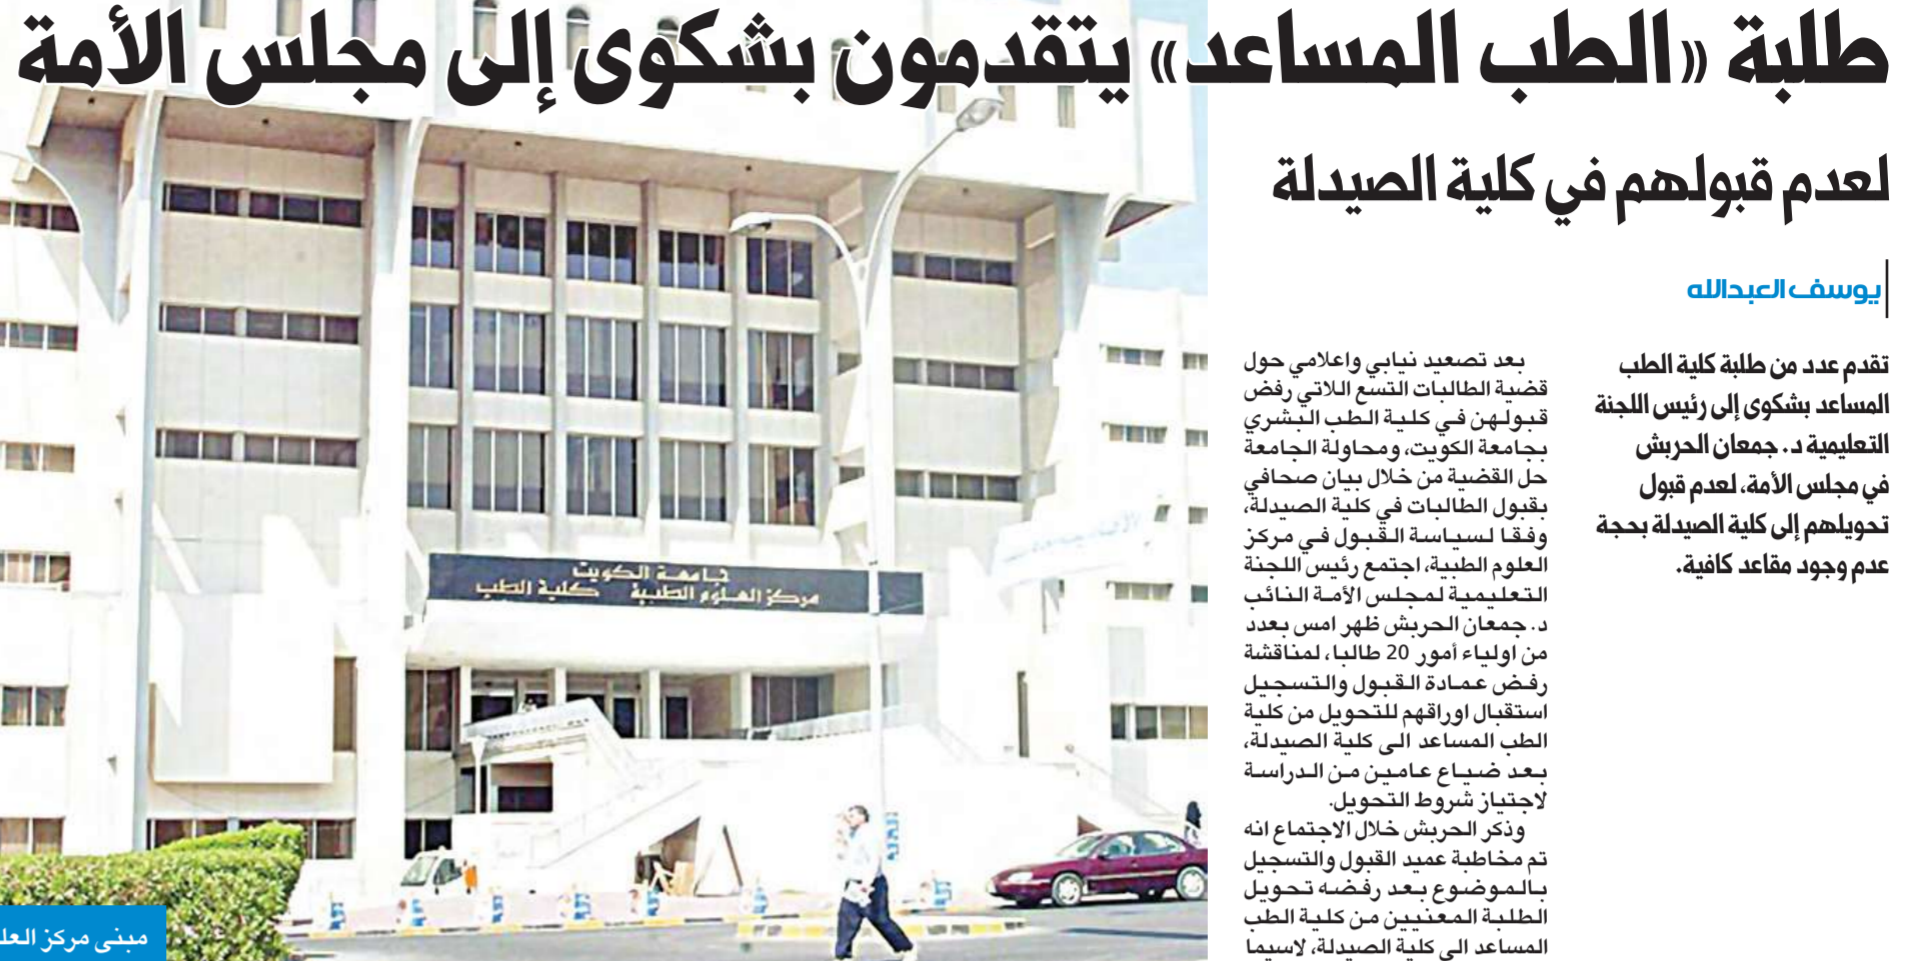 طلبة «الطب المساعد» يتقدمون بشكوى إلى مجلس الأمة
لعدم قبولهم في كلية الصيدلة
يوسف العبدالله
تقدم عدد من طلبة كلية الطب
المساعد بشكوى إلى رئيس اللجنة
التعليمية د. جمعان الحربش
في مجلس الأمة، لعدم قبول
تحويلهم إلى كلية الصيدلة بحجة
عدم وجود مقاعد كافية.
بعد تصعيد نيابي واعلامي حول
قضية الطالبات التسع اللاتي رفض
قبولهن في كلية الطب البشري
بجامعة الكويت، ومحاولة الجامعة
حل القضية من خلال بيان صحافي
بقبول الطالبات في كلية الصيدلة،
وفقا لسياسة القبول في مركز
العلوم الطبية، اجتمع رئيس اللجنة
التعليمية لمجلس الأمة النائب
د. جمعان الحربش ظهر امس بعدد
من اولياء أمور 20 طالبا، لمناقشة
رفض عمادة القبول والتسجيل
استقبال اوراقهم للتحويل من كلية
الطب المساعد الى كلية الصيدلة،
بعد ضياع عامين من الدراسة
لاجتياز شروط التحويل.
وذكر الحربش خلال الاجتماع انه
تم مخاطبة عميد القبول والتسجيل
بالموضوع بعد رفضه تحويل
الطلبة المعنيين من كلية الطب
المساعد الى كلية الصيدلة، لاسيما
جامعة الكويت
مركز العلوم الطبية كلية الطب
مبنى مركز العلا